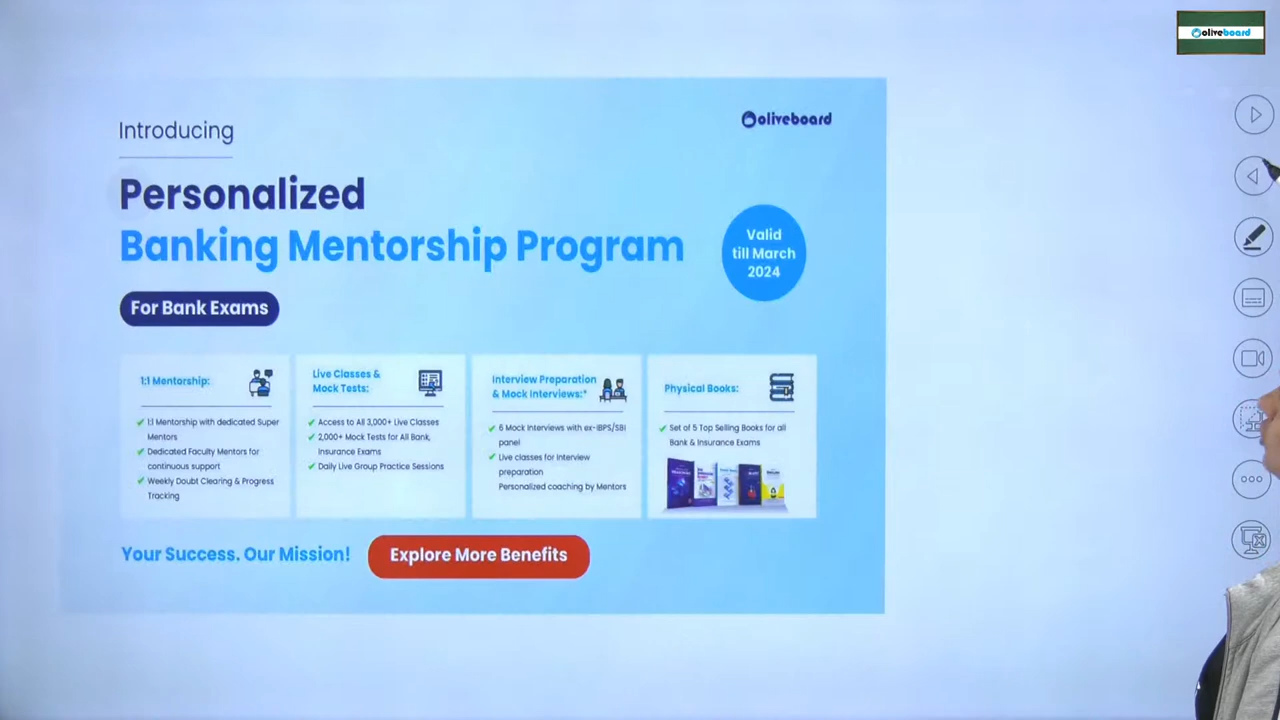 oliveboard
oliveboard
Introducing
Personalized
Banking Mentorship Program
Valid
till March
2024
For Bank Exams
1:1 Mentorship:
1:1 Mentorship with dedicated Super
Mentors
Dedicated Faculty Mentors for
continuous support
Weekly Doubt Clearing & Progress
Tracking
Live Classes &
Mock Tests:
Access to All 3,000+ Live Classes
2,000+ Mock Tests for All Bank,
Insurance Exams
Daily Live Group Practice Sessions
Interview Preparation
& Mock Interviews:*
6 Mock Interviews with ex-IBPS/SBI
panel
Live classes for Interview
preparation
Personalized coaching by Mentors
Physical Books:
Set of 5 Top Selling Books for all
Bank & Insurance Exams
Your Success. Our Mission!
Explore More Benefits